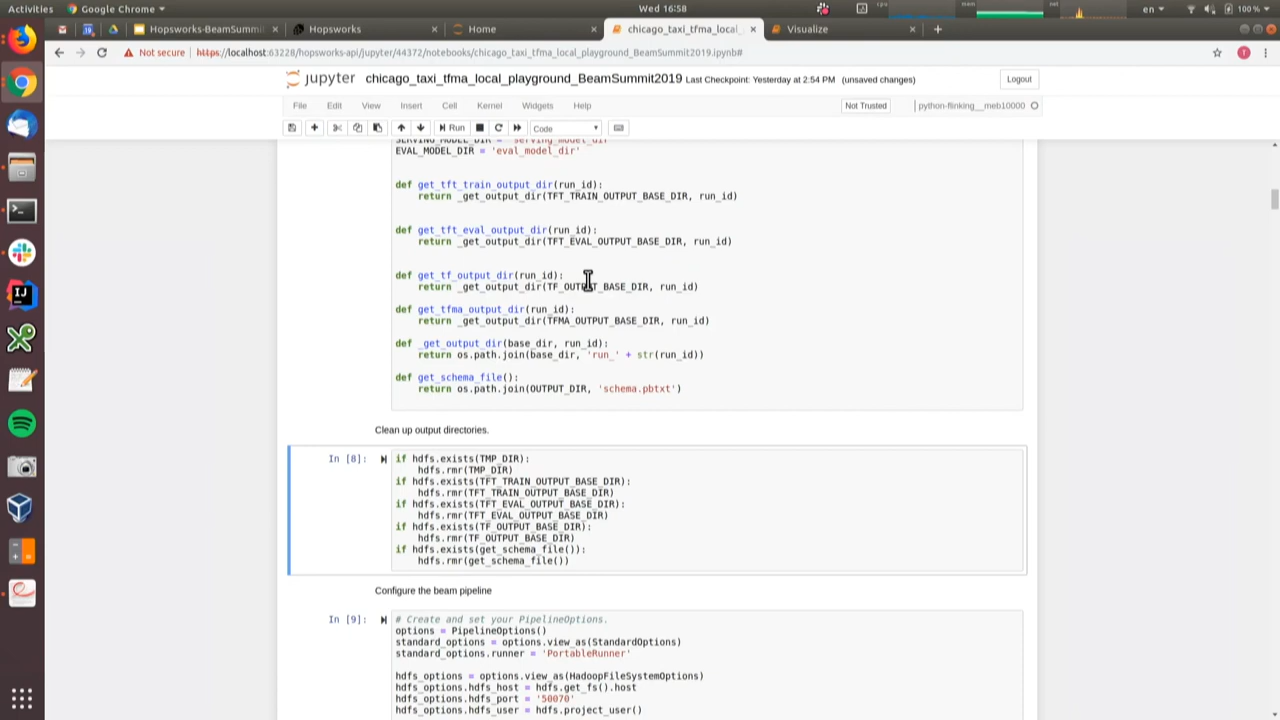 Activities
Google Chrome
Wed 16:58
en
100 %
Hopsworks-BeamSummi
Hopsworks
Home
chicago_taxi_tfma_local_
Visualize
Not secure
https://localhost:63228/hopsworks-api/jupyter/44372/notebooks/chicago_taxi_tfma_local_playground_BeamSummit2019.ipynb#
jupyter
chicago_taxi_tfma_local_playground_BeamSummit2019
Last Checkpoint: Yesterday at 2:54 PM
(unsaved changes)
Logout
File
Edit
View
Insert
Cell
Kernel
Widgets
Help
Not Trusted
python-flinking__meb10000
Run
Code
SERVING_MODEL_DIR = 'serving_model_dir'
EVAL_MODEL_DIR = 'eval_model_dir'
def get_tft_train_output_dir(run_id):
return _get_output_dir(TFT_TRAIN_OUTPUT_BASE_DIR, run_id)
def get_tft_eval_output_dir(run_id):
return _get_output_dir(TFT_EVAL_OUTPUT_BASE_DIR, run_id)
def get_tf_output_dir(run_id):
return _get_output_dir(TF_OUTPUT_BASE_DIR, run_id)
def get_tfma_output_dir(run_id):
return _get_output_dir(TFMA_OUTPUT_BASE_DIR, run_id)
def _get_output_dir(base_dir, run_id):
return os.path.join(base_dir, 'run_' + str(run_id))
def get_schema_file():
return os.path.join(OUTPUT_DIR, 'schema.pbtxt')
Clean up output directories.
In [8]:
if hdfs.exists(TMP_DIR):
hdfs.rmr(TMP_DIR)
if hdfs.exists(TFT_TRAIN_OUTPUT_BASE_DIR):
hdfs.rmr(TFT_TRAIN_OUTPUT_BASE_DIR)
if hdfs.exists(TFT_EVAL_OUTPUT_BASE_DIR):
hdfs.rmr(TFT_EVAL_OUTPUT_BASE_DIR)
if hdfs.exists(TF_OUTPUT_BASE_DIR):
hdfs.rmr(TF_OUTPUT_BASE_DIR)
if hdfs.exists(get_schema_file()):
hdfs.rmr(get_schema_file())
Configure the beam pipeline
In [9]:
# Create and set your PipelineOptions.
options = PipelineOptions()
standard_options = options.view_as(StandardOptions)
standard_options.runner = 'PortableRunner'
hdfs_options = options.view_as(HadoopFileSystemOptions)
hdfs_options.hdfs_host = hdfs.get_fs().host
hdfs_options.hdfs_port = '50070'
hdfs_options.hdfs_user = hdfs.project_user()